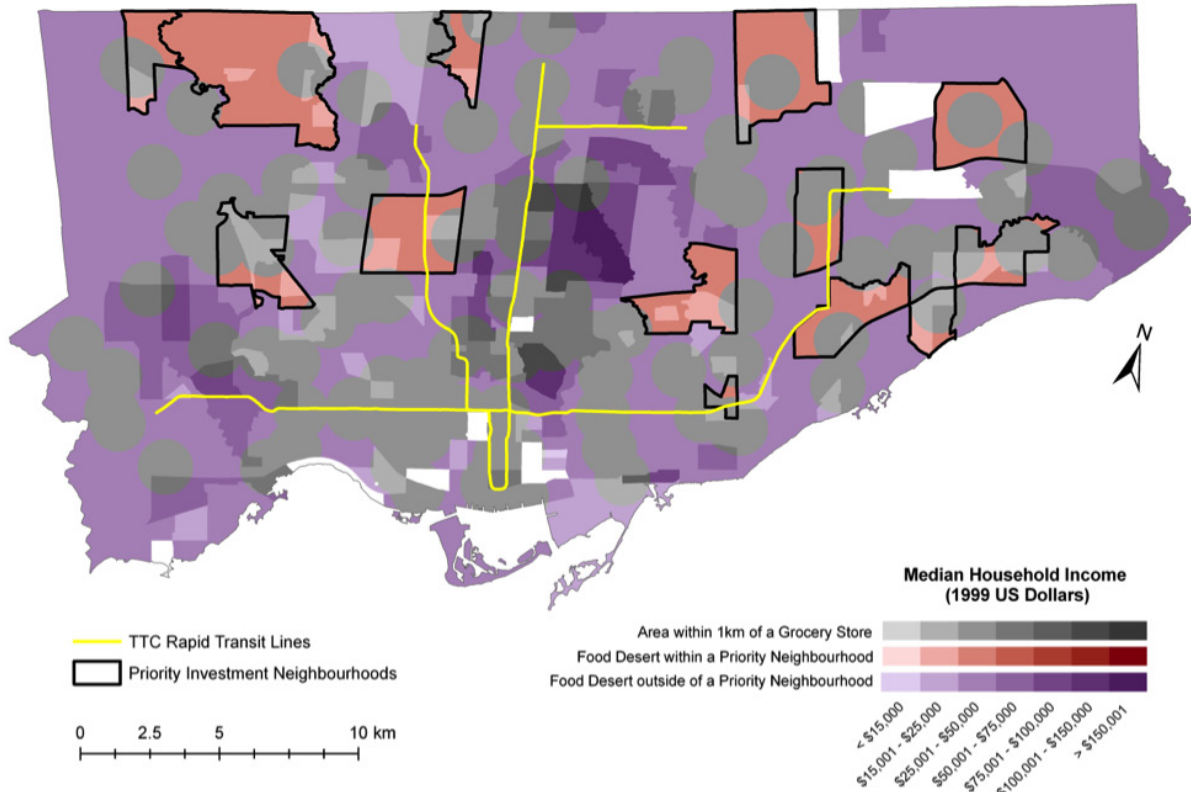 N
Median Household Income
(1999 US Dollars)
TTC Rapid Transit Lines
Priority Investment Neighbourhoods
Area within 1km of a Grocery Store
Food Desert within a Priority Neighbourhood
Food Desert outside of a Priority Neighbourhood
0 2.5 5 10 km
< $15,000
$15,001 - $25,000
$25,001 - $50,000
$50,001 - $75,000
$75,001 - $100,000
$100,001 - $150,000
> $150,001